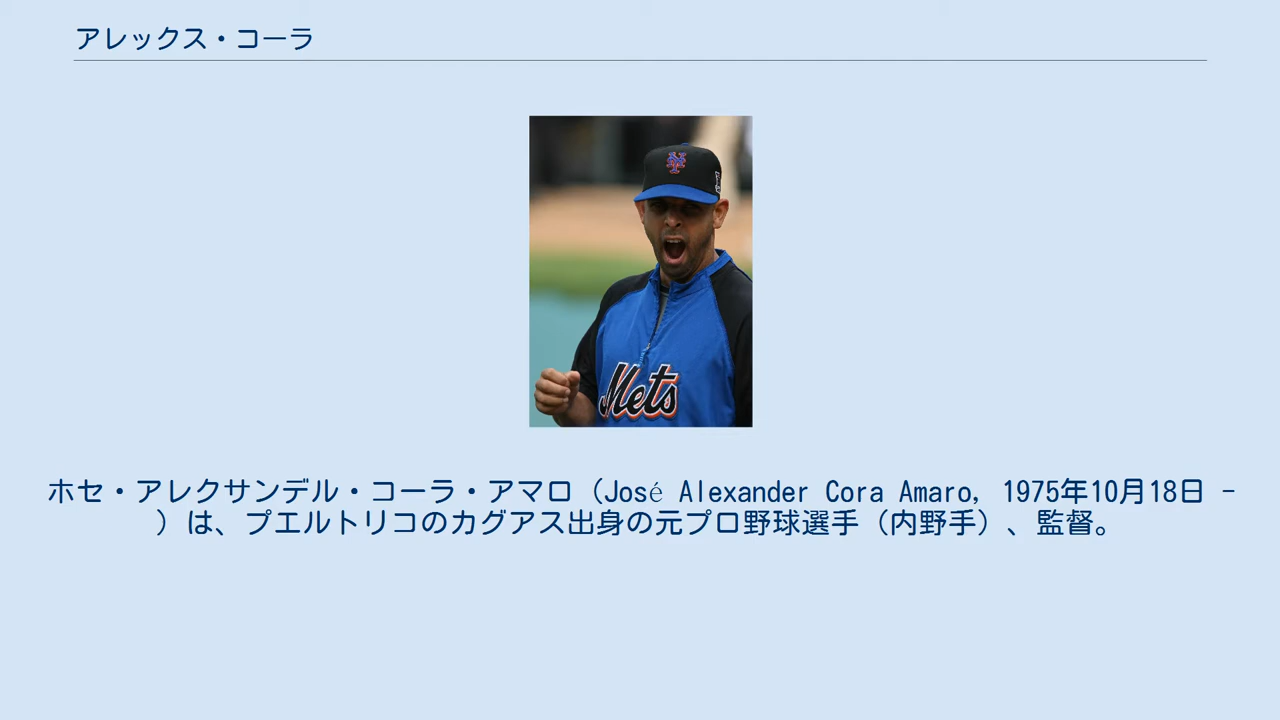 アレックス・コーラ
NY
Mets
ホセ・アレクサンデル・コーラ・アマロ（José Alexander Cora Amaro, 1975年10月18日 -
）は、プエルトリコのカグアス出身の元プロ野球選手（内野手）、監督。